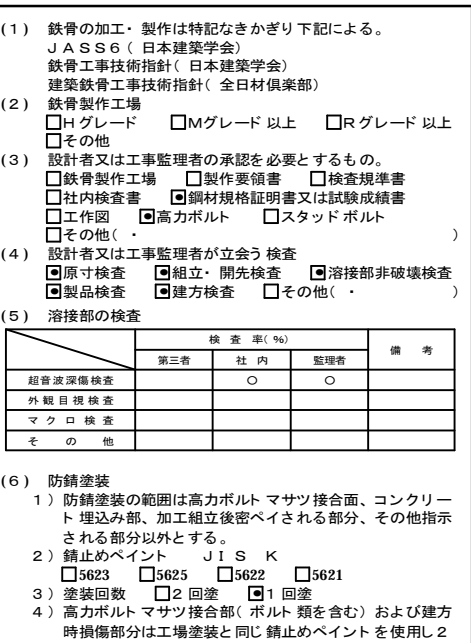 (1) 鉄骨の加工・製作は特記なきかぎり下記による。
JASS6(日本建築学会)
鉄骨工事技術指針(日本建築学会)
建築鉄骨工事技術指針(全日材倶楽部)
(2) 鉄骨製作工場
□Hグレード □Mグレード以上 □Rグレード以上
□その他
(3) 設計者又は工事監理者の承認を必要とするもの。
□鉄骨製作工場 □製作要領書 □検査規準書
□社内検査書 ▣鋼材規格証明書又は試験成績書
□工作図 ▣高力ボルト □スタッドボルト
□その他(・ )
(4) 設計者又は工事監理者が立会う検査
▣原寸検査 ▣組立・開先検査 ▣溶接部非破壊検査
▣製品検査 ▣建方検査 □その他(・ )
(5) 溶接部の検査
検査率(%) 備考
第三者 社内 監理者
超音波深傷検査 ○ ○
外観目視検査
マクロ検査
その他
(6) 防錆塗装
1)防錆塗装の範囲は高力ボルトマサツ接合面、コンクリー
ト埋込み部、加工組立後密ペイされる部分、その他指示
される部分以外とする。
2)錆止めペイント JIS K
□5623 □5625 □5622 □5621
3)塗装回数 □2回塗 ▣1回塗
4)高力ボルトマサツ接合部(ボルト類を含む)および建方
時損傷部分は工場塗装と同じ錆止めペイントを使用し2